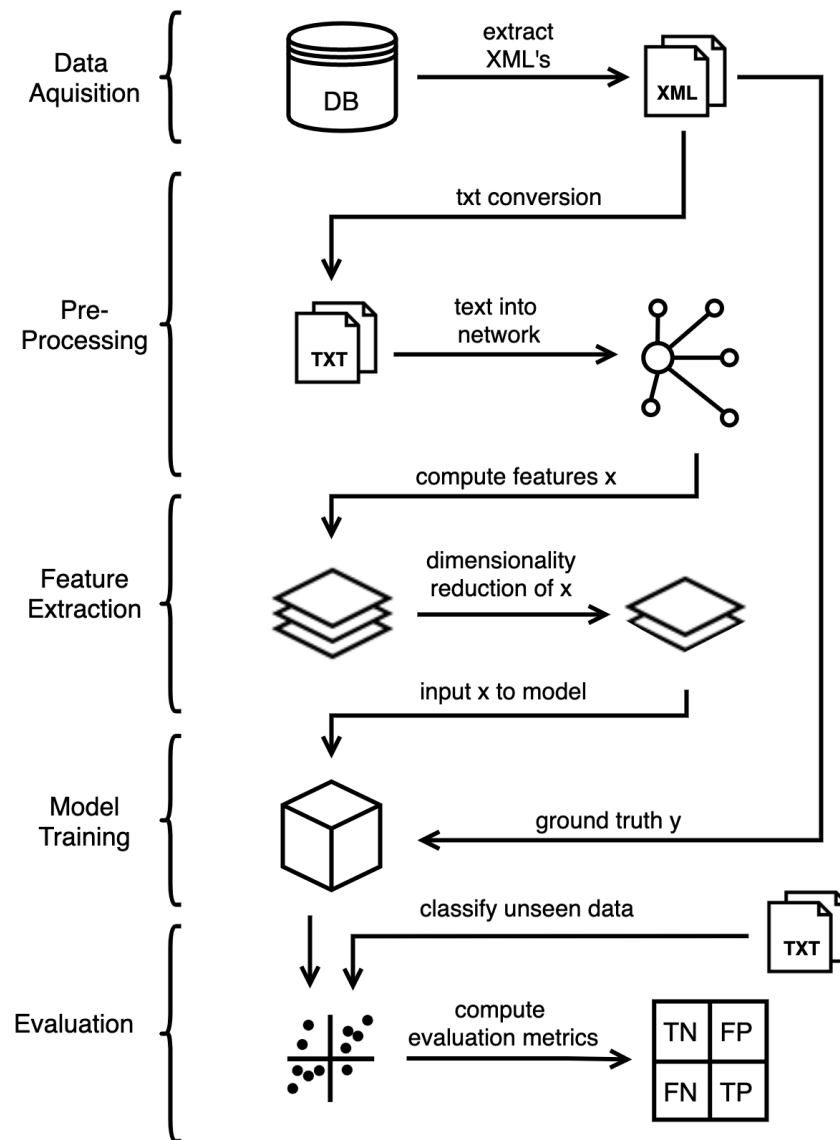 Data
Aquisition
DB
extract
XML's
XML
txt conversion
Pre-
Processing
TXT
text into
network
compute features x
Feature
Extraction
dimensionality
reduction of x
input x to model
Model
Training
ground truth y
classify unseen data
TXT
Evaluation
compute
evaluation metrics
TN FP
FN TP